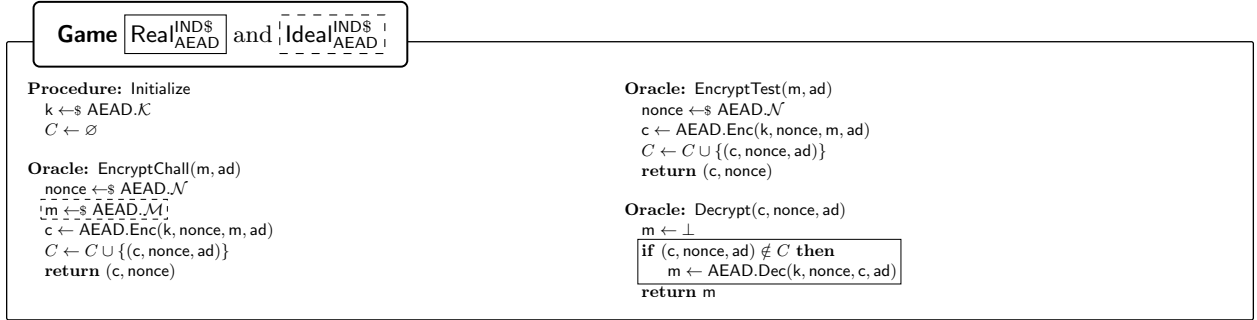 Game Real^{IND$}_{AEAD} and Ideal^{IND$}_{AEAD}
Procedure: Initialize
k ←$ AEAD.𝒦
C ← ∅
Oracle: EncryptChall(m, ad)
nonce ←$ AEAD.𝒩
m ←$ AEAD.ℳ
c ← AEAD.Enc(k, nonce, m, ad)
C ← C ∪ {(c, nonce, ad)}
return (c, nonce)
Oracle: EncryptTest(m, ad)
nonce ←$ AEAD.𝒩
c ← AEAD.Enc(k, nonce, m, ad)
C ← C ∪ {(c, nonce, ad)}
return (c, nonce)
Oracle: Decrypt(c, nonce, ad)
m ← ⊥
if (c, nonce, ad) ∉ C then
m ← AEAD.Dec(k, nonce, c, ad)
return m